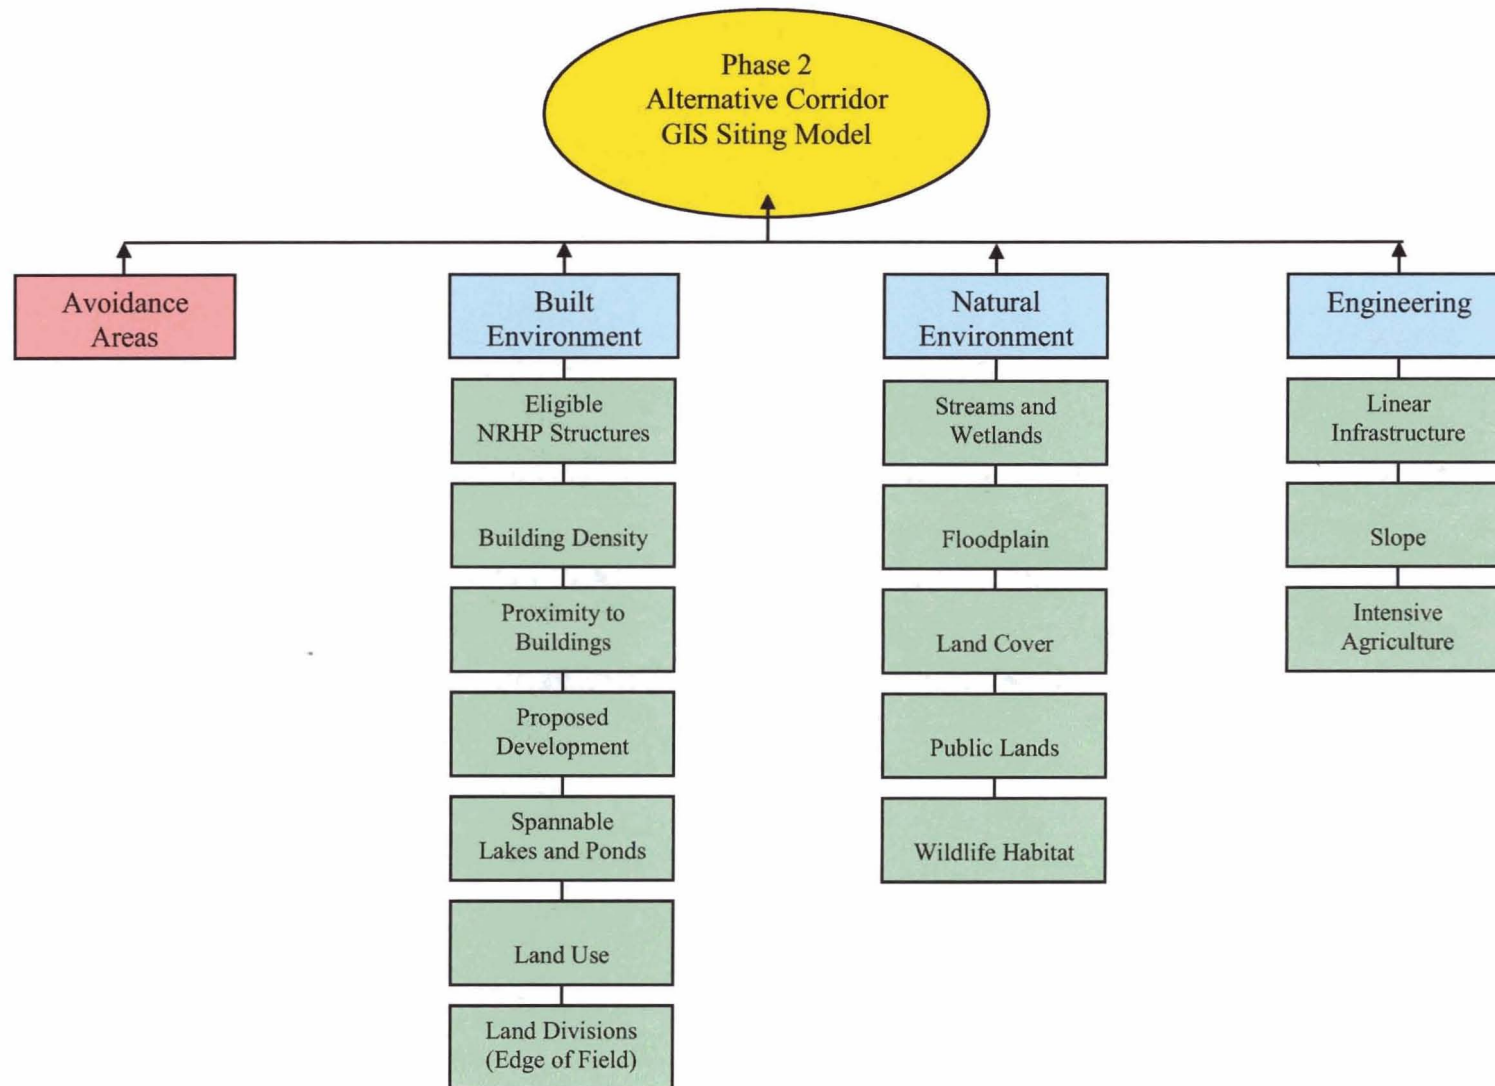 Phase 2
Alternative Corridor
GIS Siting Model
Avoidance
Areas
Built
Environment
Eligible
NRHP Structures
Building Density
Proximity to
Buildings
Proposed
Development
Spannable
Lakes and Ponds
Land Use
Land Divisions
(Edge of Field)
Natural
Environment
Streams and
Wetlands
Floodplain
Land Cover
Public Lands
Wildlife Habitat
Engineering
Linear
Infrastructure
Slope
Intensive
Agriculture